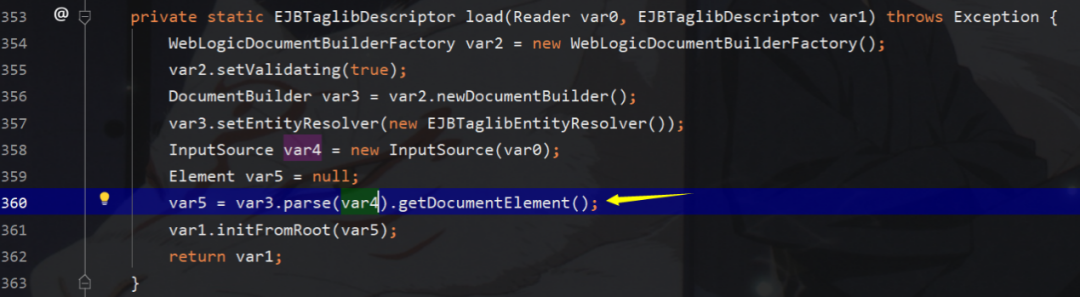 353 @ private static EJBTaglibDescriptor load(Reader var0, EJBTaglibDescriptor var1) throws Exception {
354 WebLogicDocumentBuilderFactory var2 = new WebLogicDocumentBuilderFactory();
355 var2.setValidating(true);
356 DocumentBuilder var3 = var2.newDocumentBuilder();
357 var3.setEntityResolver(new EJBTaglibEntityResolver());
358 InputSource var4 = new InputSource(var0);
359 Element var5 = null;
360 var5 = var3.parse(var4).getDocumentElement();
361 var1.initFromRoot(var5);
362 return var1;
363 }